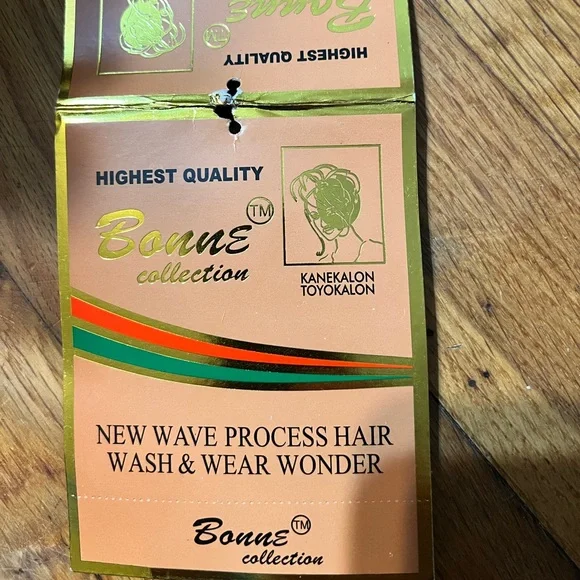 Bonne
TM
HIGHEST QUALITY
HIGHEST QUALITY
Bonne TM
collection
KANEKALON
TOYOKALON
NEW WAVE PROCESS HAIR
WASH & WEAR WONDER
Bonne TM
collection